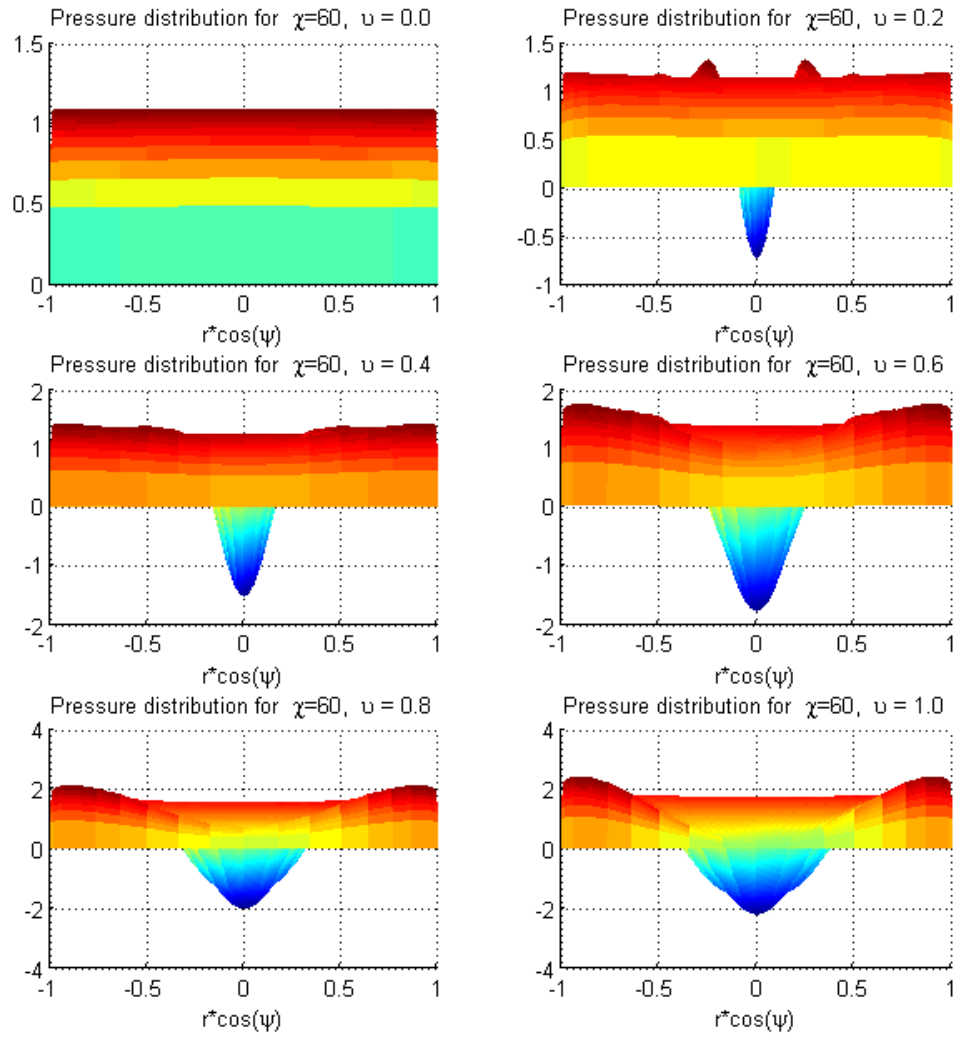 Pressure distribution for χ=60, υ = 0.0
1.5
1
0.5
0
-1 -0.5 0 0.5 1
r*cos(ψ)
Pressure distribution for χ=60, υ = 0.2
1.5
1
0.5
0
-0.5
-1
-1 -0.5 0 0.5 1
r*cos(ψ)
Pressure distribution for χ=60, υ = 0.4
2
1
0
-1
-2
-1 -0.5 0 0.5 1
r*cos(ψ)
Pressure distribution for χ=60, υ = 0.6
2
1
0
-1
-2
-1 -0.5 0 0.5 1
r*cos(ψ)
Pressure distribution for χ=60, υ = 0.8
4
2
0
-2
-4
-1 -0.5 0 0.5 1
r*cos(ψ)
Pressure distribution for χ=60, υ = 1.0
4
2
0
-2
-4
-1 -0.5 0 0.5 1
r*cos(ψ)